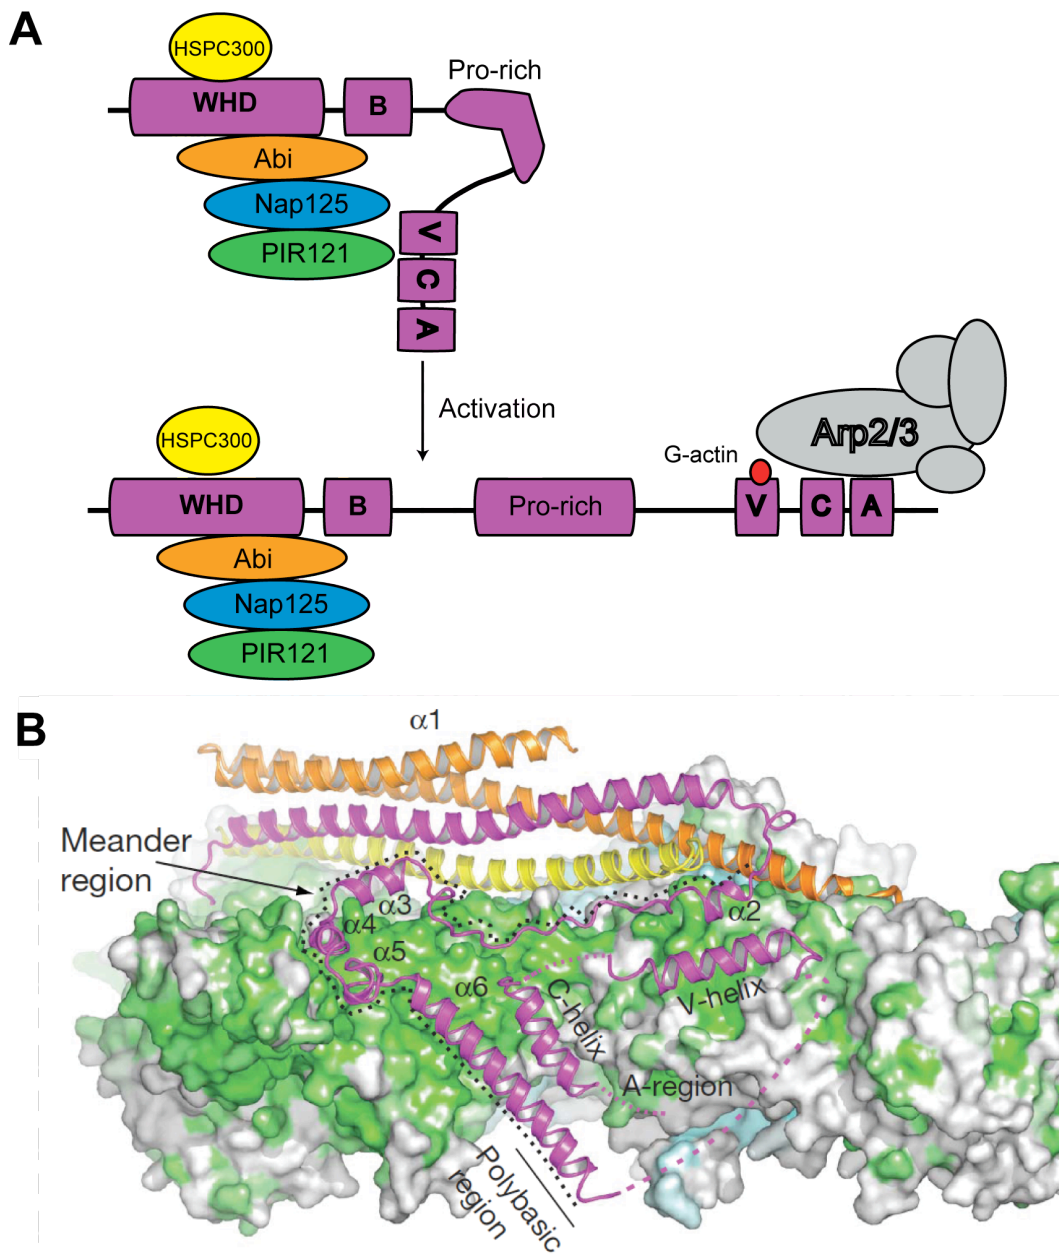 A
HSPC300
WHD
B
Pro-rich
Abi
Nap125
PIR121
V
C
A
Activation
HSPC300
WHD
B
Pro-rich
G-actin
V
C
A
Arp2/3
Abi
Nap125
PIR121
B
α1
Meander
region
α3
α4
α5
α6
α2
C-helix
V-helix
A-region
Polybasic
region